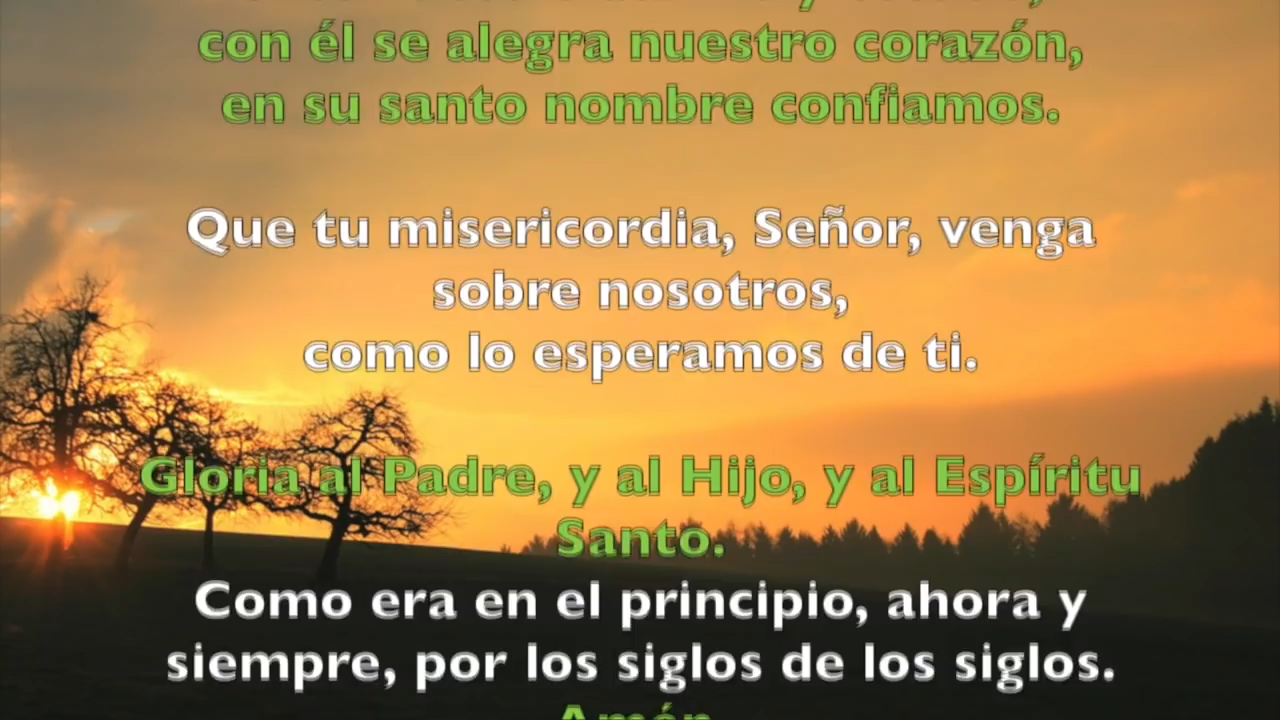 con él se alegra nuestro corazón,
en su santo nombre confiamos.
Que tu misericordia, Señor, venga
sobre nosotros,
como lo esperamos de ti.
Gloria al Padre, y al Hijo, y al Espíritu
Santo.
Como era en el principio, ahora y
siempre, por los siglos de los siglos.
Amén.